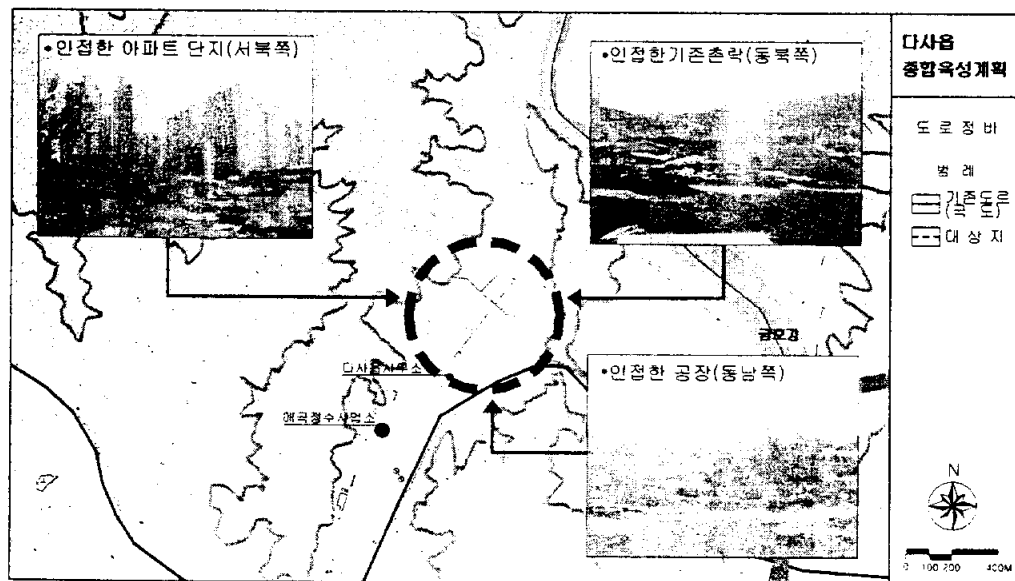 •인접한 아파트 단지(서북쪽)
•인접한기존촌락(동북쪽)
다사읍
종합육성계획
도로정비
범례
기존도로
(국도)
대상지
금호강
다사읍사무소
•인접한 공장(동남쪽)
매곡정수사업소
N
0 100 200 400M